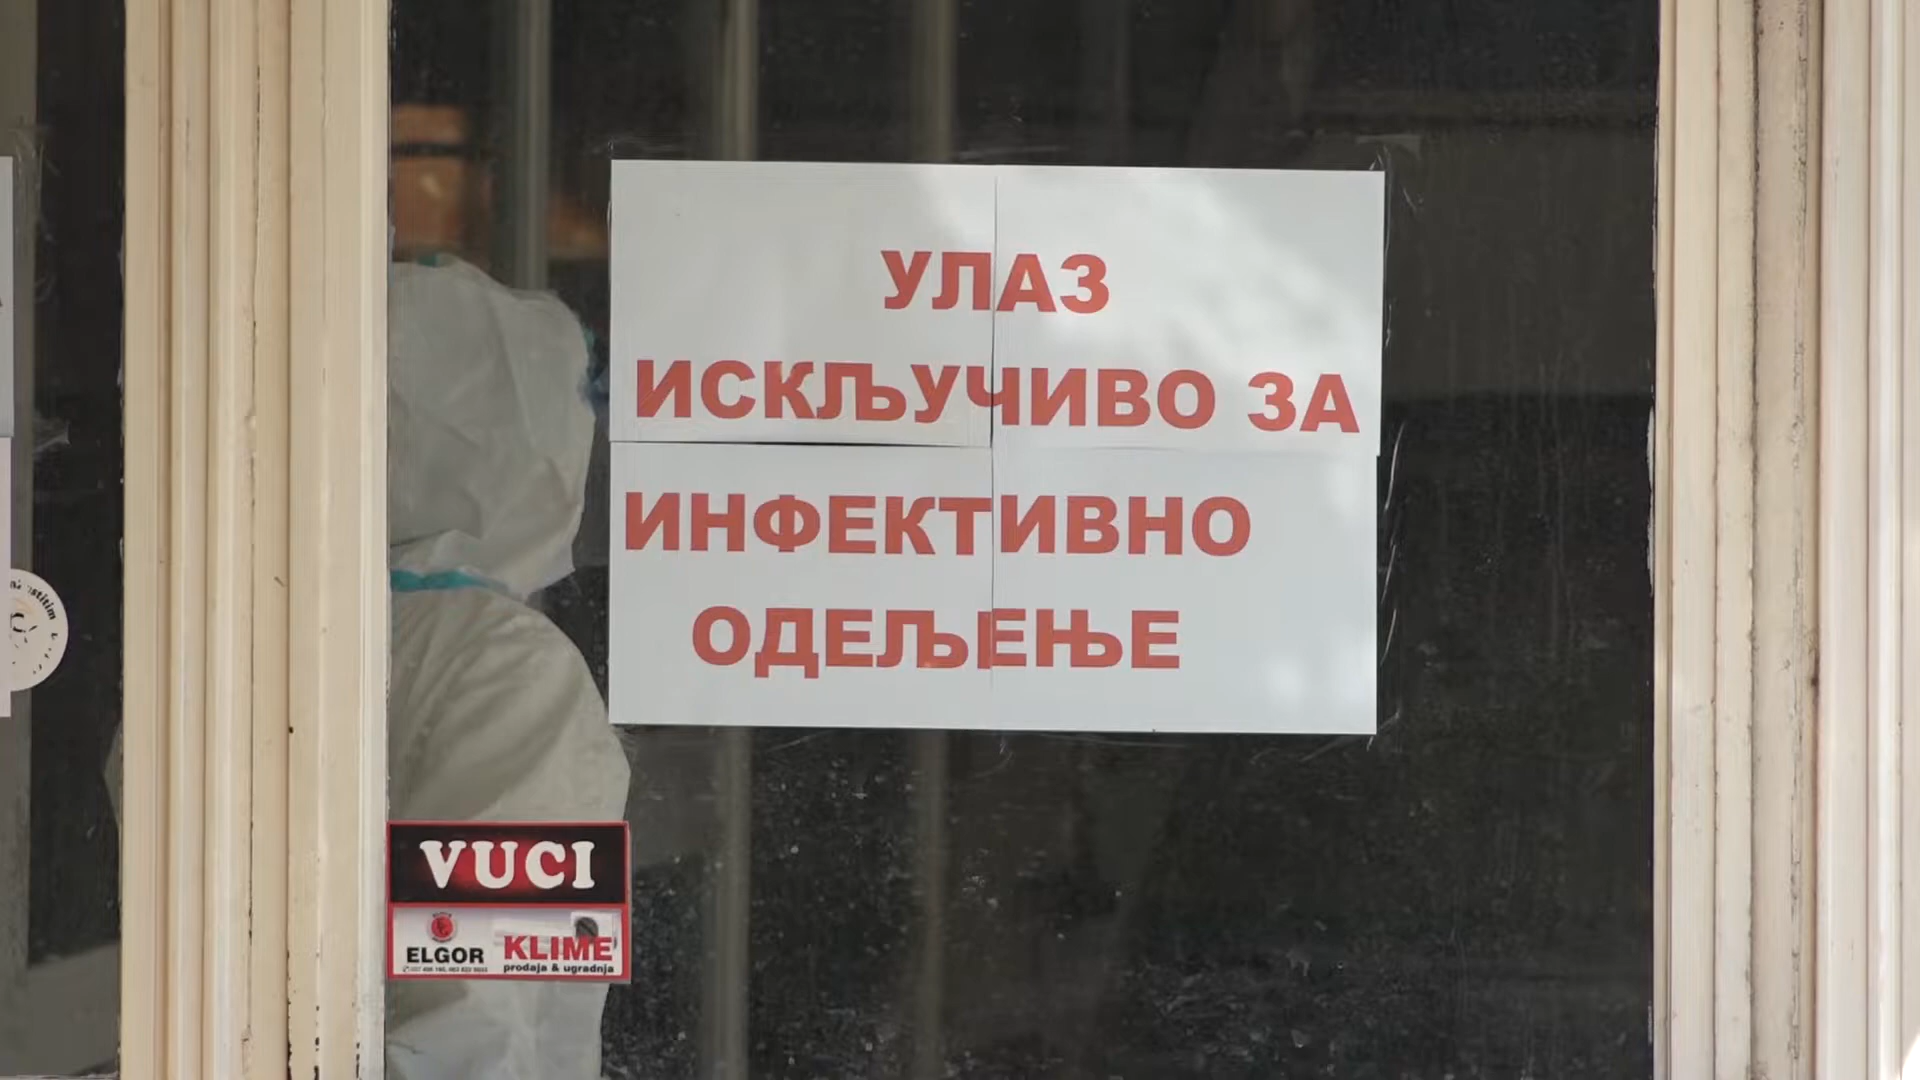 УЛАЗ
ИСКЉУЧИВО ЗА
ИНФЕКТИВНО
ОДЕЉЕЊЕ
VUCI
ELGOR
KLIME
prodaja & ugradnja